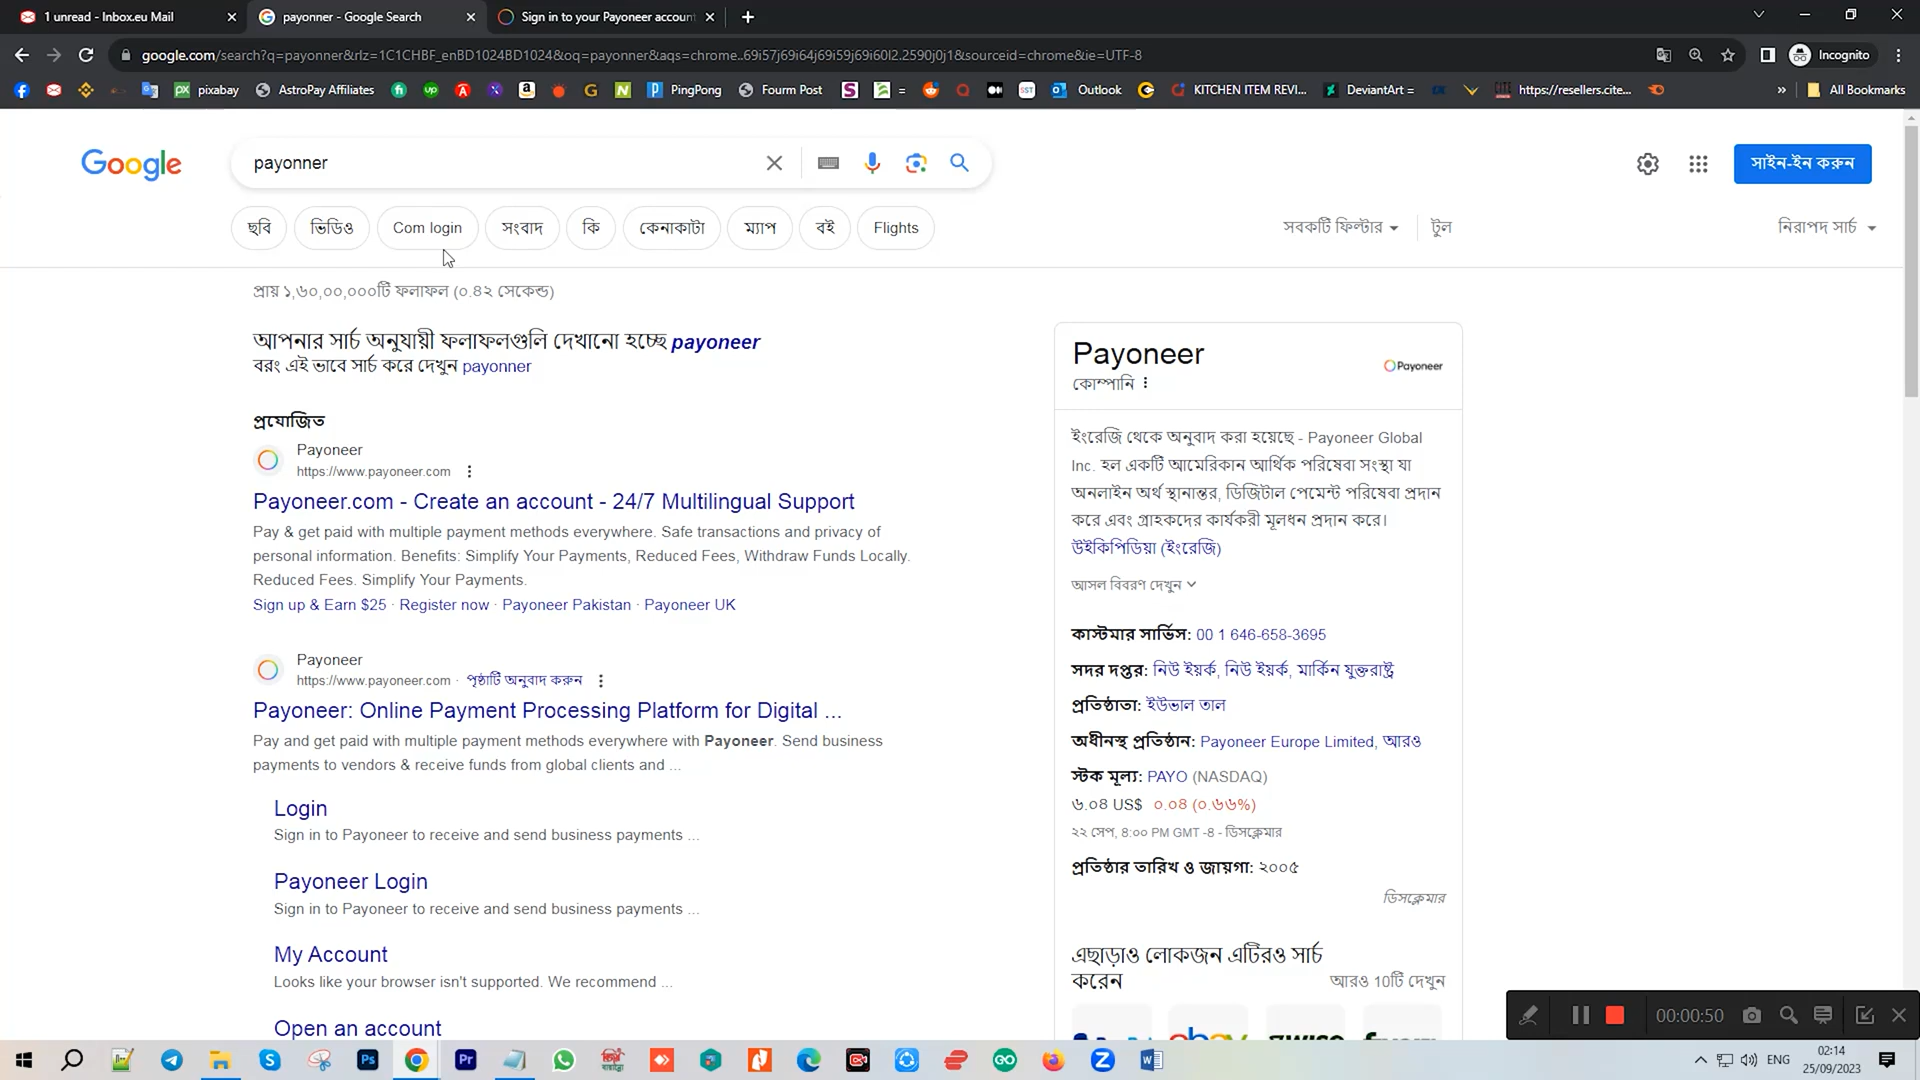 1 unread - Inbox.eu Mail
payonner - Google Search
Sign in to your Payoneer accoun
google.com/search?q=payonner&rlz=1C1CHBF_enBD1024BD1024&oq=payonner&aqs=chrome..69i57j69i64j69i59j69i60l2.2590j0j1&sourceid=chrome&ie=UTF-8
Incognito
pixabay
AstroPay Affiliates
PingPong
Fourm Post
Outlook
KITCHEN ITEM REVI...
DeviantArt =
https://resellers.cite...
All Bookmarks
Google
payonner
সাইন-ইন করুন
ছবি
ভিডিও
Com login
সংবাদ
কি
কেনাকাটা
ম্যাপ
বই
Flights
সবকটি ফিল্টার
টুল
নিরাপদ সার্চ
প্রায় ১,৬০,০০,০০০টি ফলাফল (০.৪২ সেকেন্ড)
আপনার সার্চ অনুযায়ী ফলাফলগুলি দেখানো হচ্ছে payoneer
বরং এই ভাবে সার্চ করে দেখুন payonner
প্রযোজিত
Payoneer
https://www.payoneer.com
Payoneer.com - Create an account - 24/7 Multilingual Support
Pay & get paid with multiple payment methods everywhere. Safe transactions and privacy of
personal information. Benefits: Simplify Your Payments, Reduced Fees, Withdraw Funds Locally.
Reduced Fees. Simplify Your Payments.
Sign up & Earn $25 · Register now · Payoneer Pakistan · Payoneer UK
Payoneer
https://www.payoneer.com · পৃষ্ঠাটি অনুবাদ করুন
Payoneer: Online Payment Processing Platform for Digital ...
Pay and get paid with multiple payment methods everywhere with Payoneer. Send business
payments to vendors & receive funds from global clients and ...
Login
Sign in to Payoneer to receive and send business payments ...
Payoneer Login
Sign in to Payoneer to receive and send business payments ...
My Account
Looks like your browser isn't supported. We recommend ...
Open an account
Payoneer
Payoneer
কোম্পানি
ইংরেজি থেকে অনুবাদ করা হয়েছে - Payoneer Global
Inc. হল একটি আমেরিকান আর্থিক পরিষেবা সংস্থা যা
অনলাইন অর্থ স্থানান্তর, ডিজিটাল পেমেন্ট পরিষেবা প্রদান
করে এবং গ্রাহকদের কার্যকরী মূলধন প্রদান করে।
উইকিপিডিয়া (ইংরেজি)
আসল বিবরণ দেখুন
কাস্টমার সার্ভিস: 00 1 646-658-3695
সদর দপ্তর: নিউ ইয়র্ক, নিউ ইয়র্ক, মার্কিন যুক্তরাষ্ট্র
প্রতিষ্ঠাতা: ইউভাল তাল
অধীনস্থ প্রতিষ্ঠান: Payoneer Europe Limited, আরও
স্টক মূল্য: PAYO (NASDAQ)
৬.০৪ US$ ০.০৪ (০.৬৬%)
২২ সেপ, ৪:০০ PM GMT -৪ - ডিসক্লেমার
প্রতিষ্ঠার তারিখ ও জায়গা: ২০০৫
ডিসক্লেমার
এছাড়াও লোকজন এটিরও সার্চ
করেন
আরও 10টি দেখুন
00:00:50
ENG
02:14
25/09/2023